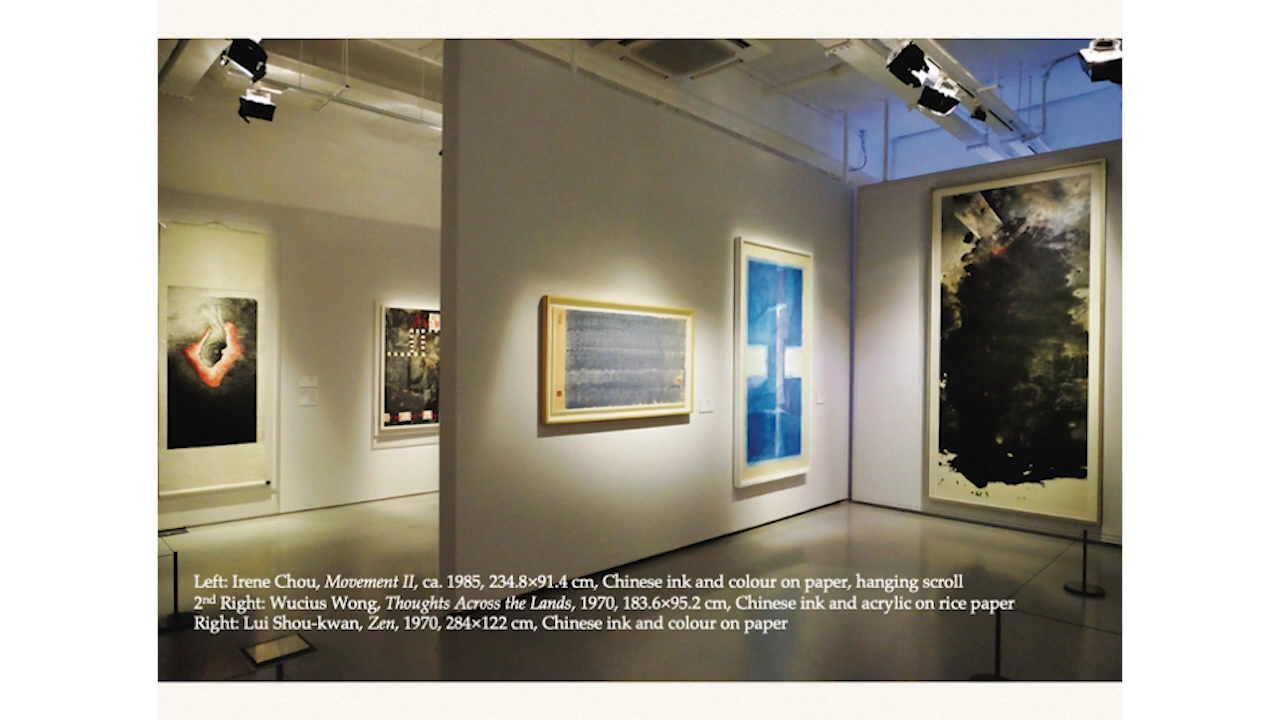 Left: Irene Chou, Movement II, ca. 1985, 234.8×91.4 cm, Chinese ink and colour on paper, hanging scroll
2nd Right: Wucius Wong, Thoughts Across the Lands, 1970, 183.6×95.2 cm, Chinese ink and acrylic on rice paper
Right: Lui Shou-kwan, Zen, 1970, 284×122 cm, Chinese ink and colour on paper